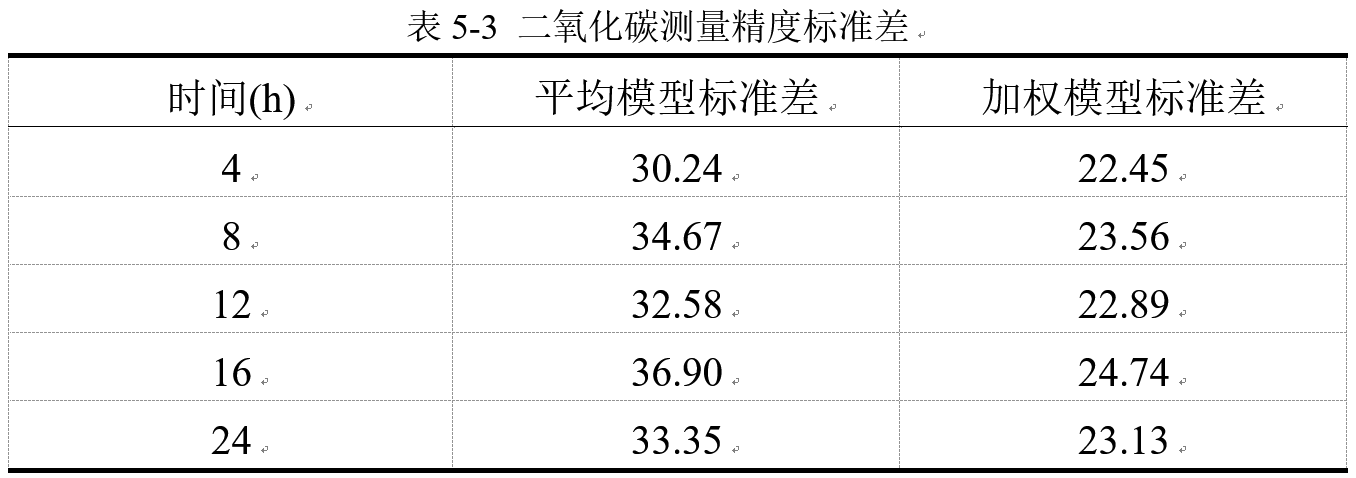 表 5-3 二氧化碳测量精度标准差
时间(h) 平均模型标准差 加权模型标准差
4 30.24 22.45
8 34.67 23.56
12 32.58 22.89
16 36.90 24.74
24 33.35 23.13